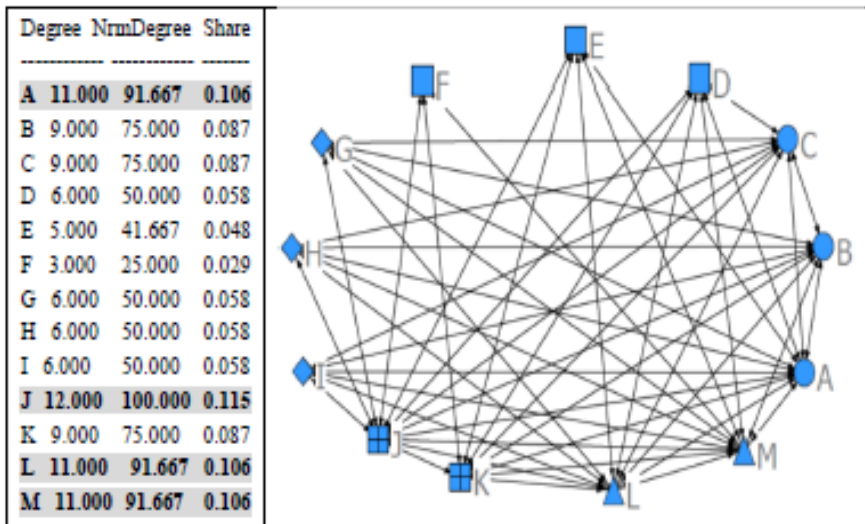 Degree NrmDegree Share
------------ ------------ -------
A 11.000 91.667 0.106
B 9.000 75.000 0.087
C 9.000 75.000 0.087
D 6.000 50.000 0.058
E 5.000 41.667 0.048
F 3.000 25.000 0.029
G 6.000 50.000 0.058
H 6.000 50.000 0.058
I 6.000 50.000 0.058
J 12.000 100.000 0.115
K 9.000 75.000 0.087
L 11.000 91.667 0.106
M 11.000 91.667 0.106
E
F
D
G
C
H
B
I
A
J
M
K
L